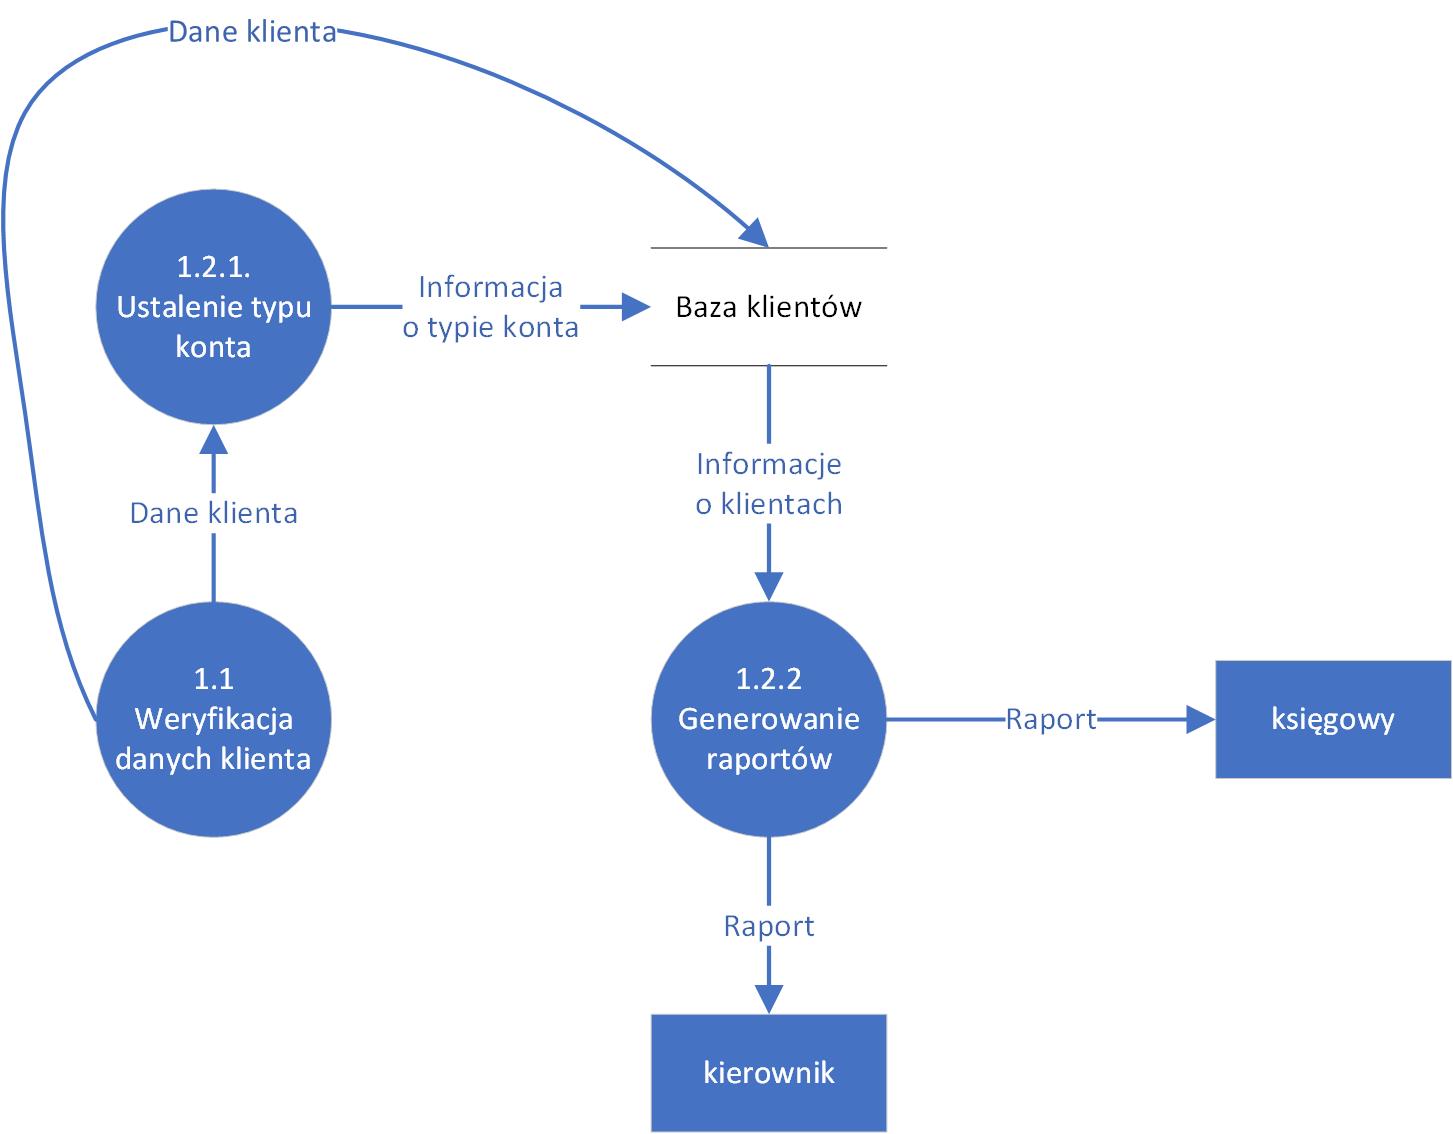 Dane klienta
1.2.1.
Ustalenie typu
konta
Informacja
o typie konta
Baza klientów
Informacje
o klientach
Dane klienta
1.1
Weryfikacja
danych klienta
1.2.2
Generowanie
raportów
Raport
księgowy
Raport
kierownik